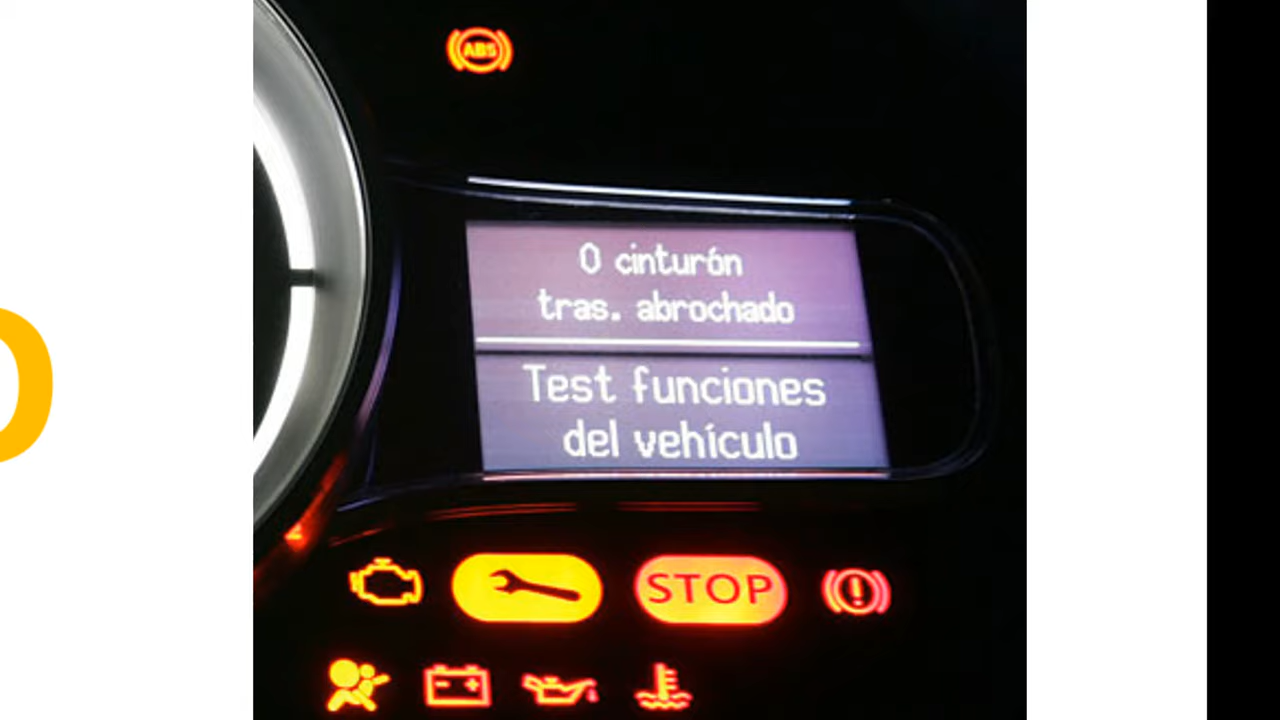 ABS
0 cinturón
tras. abrochado
Test funciones
del vehículo
STOP